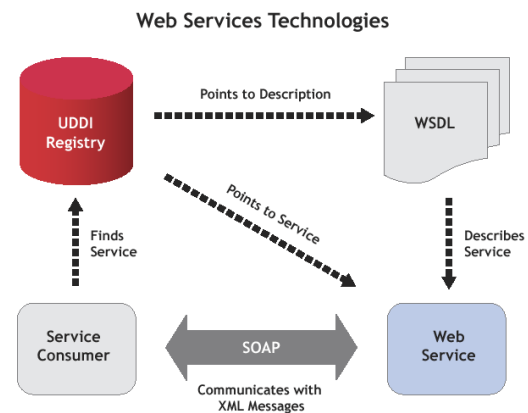 Web Services Technologies
UDDI
Registry
Points to Description
WSDL
Points to Service
Finds
Service
Describes
Service
Service
Consumer
SOAP
Web
Service
Communicates with
XML Messages